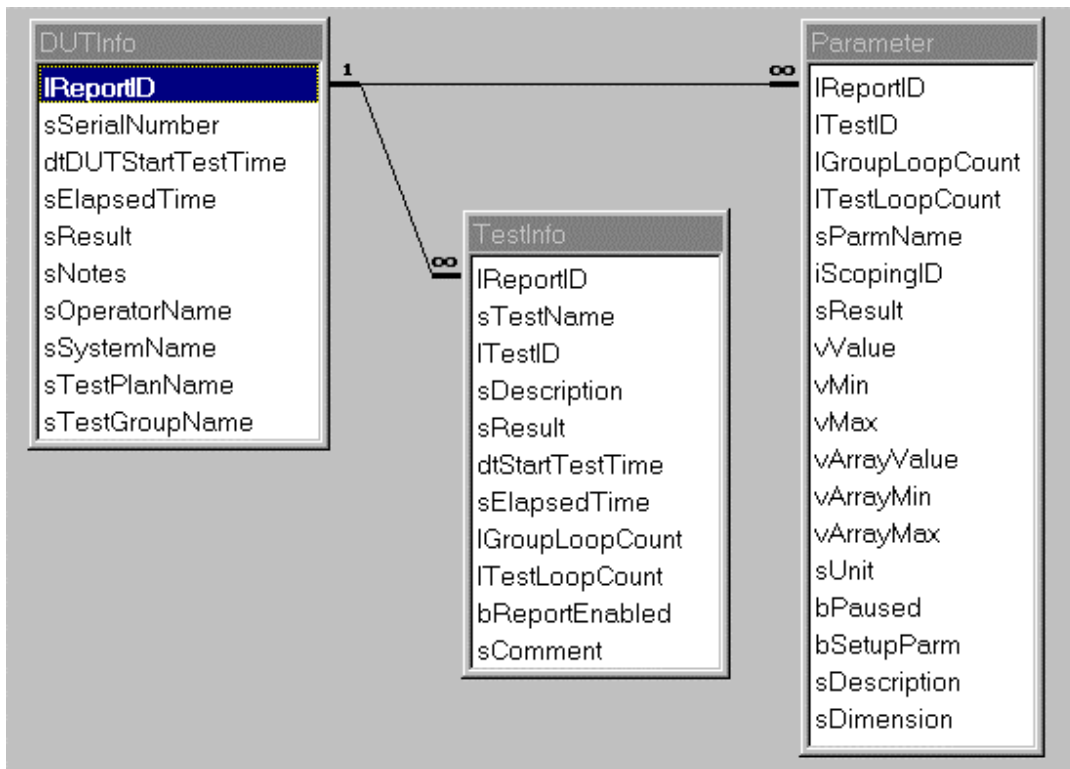 DUTInfo
lReportID
sSerialNumber
dtDUTStartTestTime
sElapsedTime
sResult
sNotes
sOperatorName
sSystemName
sTestPlanName
sTestGroupName
1
∞
∞
TestInfo
lReportID
sTestName
lTestID
sDescription
sResult
dtStartTestTime
sElapsedTime
lGroupLoopCount
lTestLoopCount
bReportEnabled
sComment
Parameter
lReportID
lTestID
lGroupLoopCount
lTestLoopCount
sParmName
iScopingID
sResult
vValue
vMin
vMax
vArrayValue
vArrayMin
vArrayMax
sUnit
bPaused
bSetupParm
sDescription
sDimension